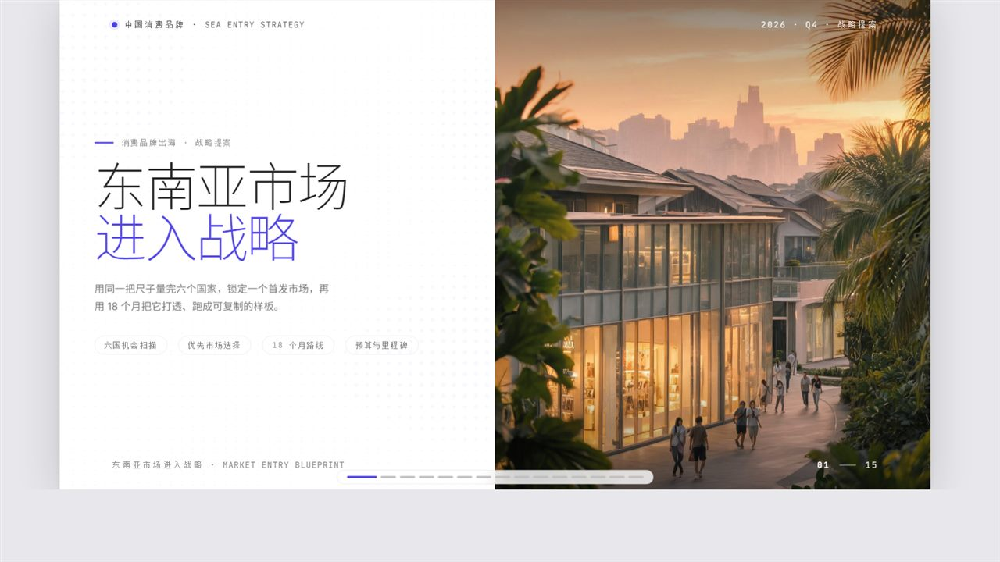 中国消费品牌 · SEA ENTRY STRATEGY
2026 · Q4 · 战略提案
消费品牌出海 · 战略提案
东南亚市场
进入战略
用同一把尺子量完六个国家，锁定一个首发市场，再
用 18 个月把它打透、跑成可复制的样板。
六国机会扫描
优先市场选择
18 个月路线
预算与里程碑
东南亚市场进入战略 · MARKET ENTRY BLUEPRINT
01 — 15